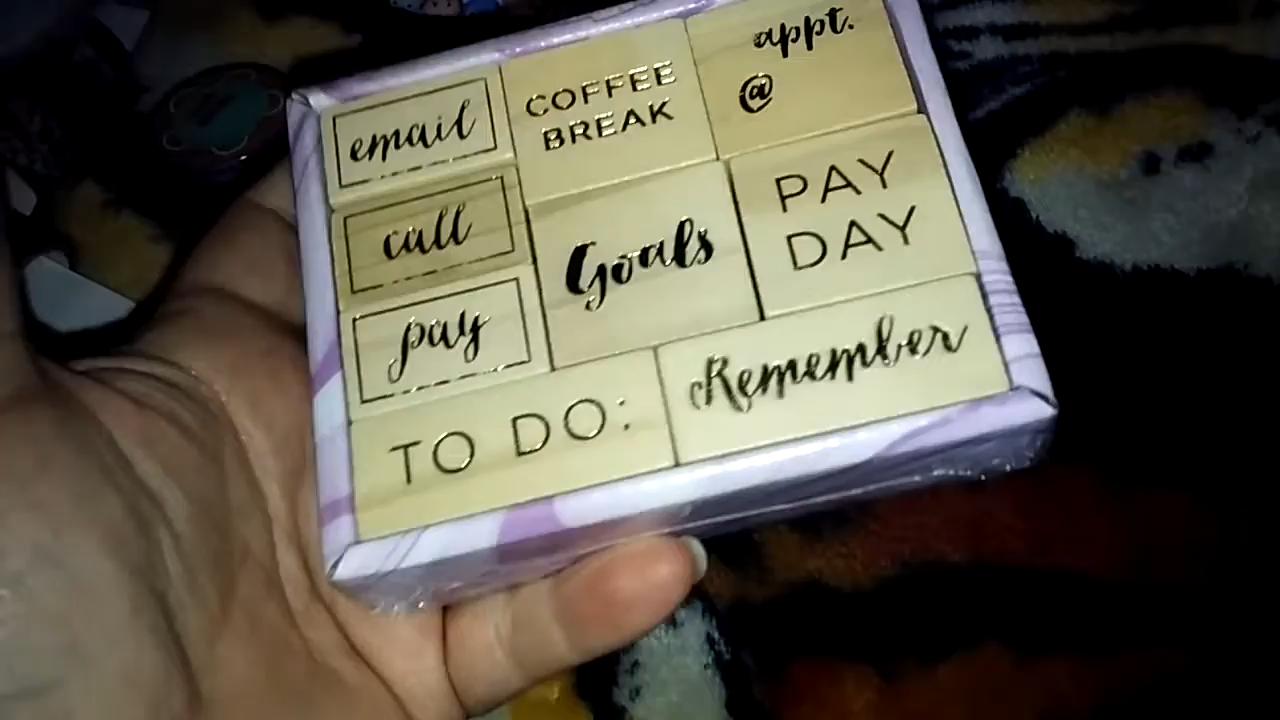 email
COFFEE
BREAK
appt.
@
call
Goals
PAY
DAY
pay
TO DO:
Remember